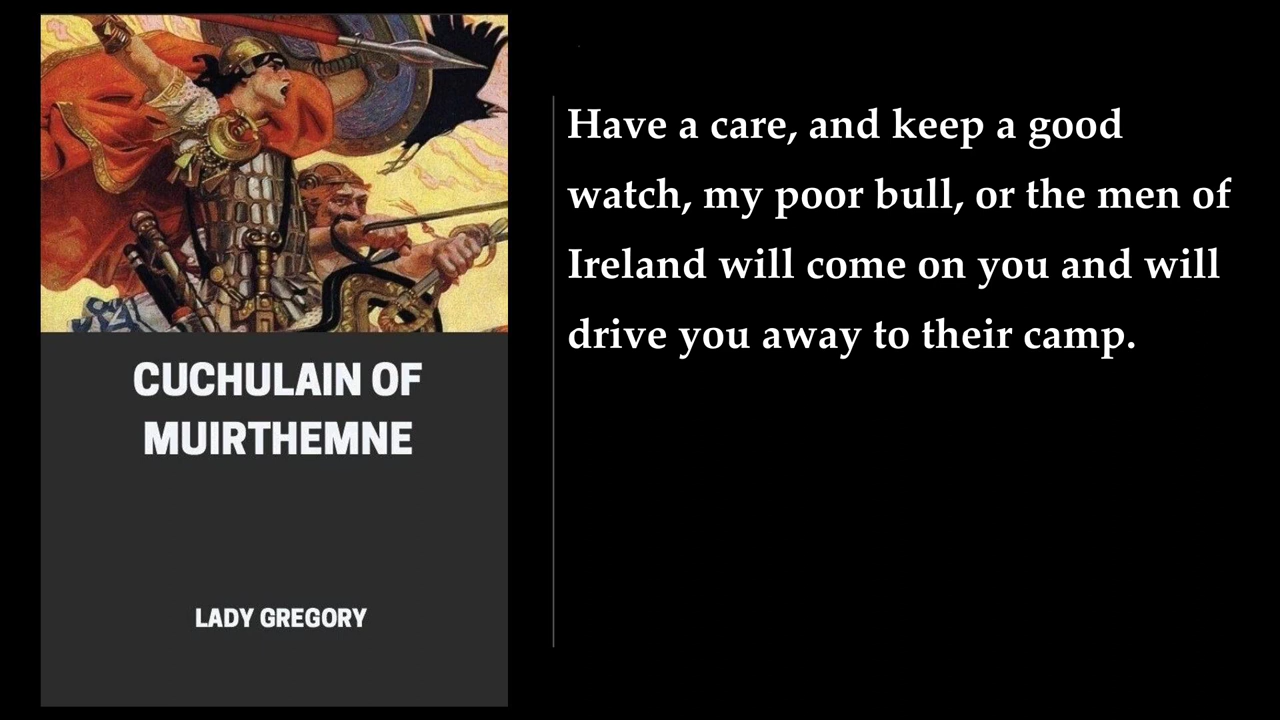 CUCHULAIN OF
MUIRTHEMNE
LADY GREGORY
Have a care, and keep a good
watch, my poor bull, or the men of
Ireland will come on you and will
drive you away to their camp.